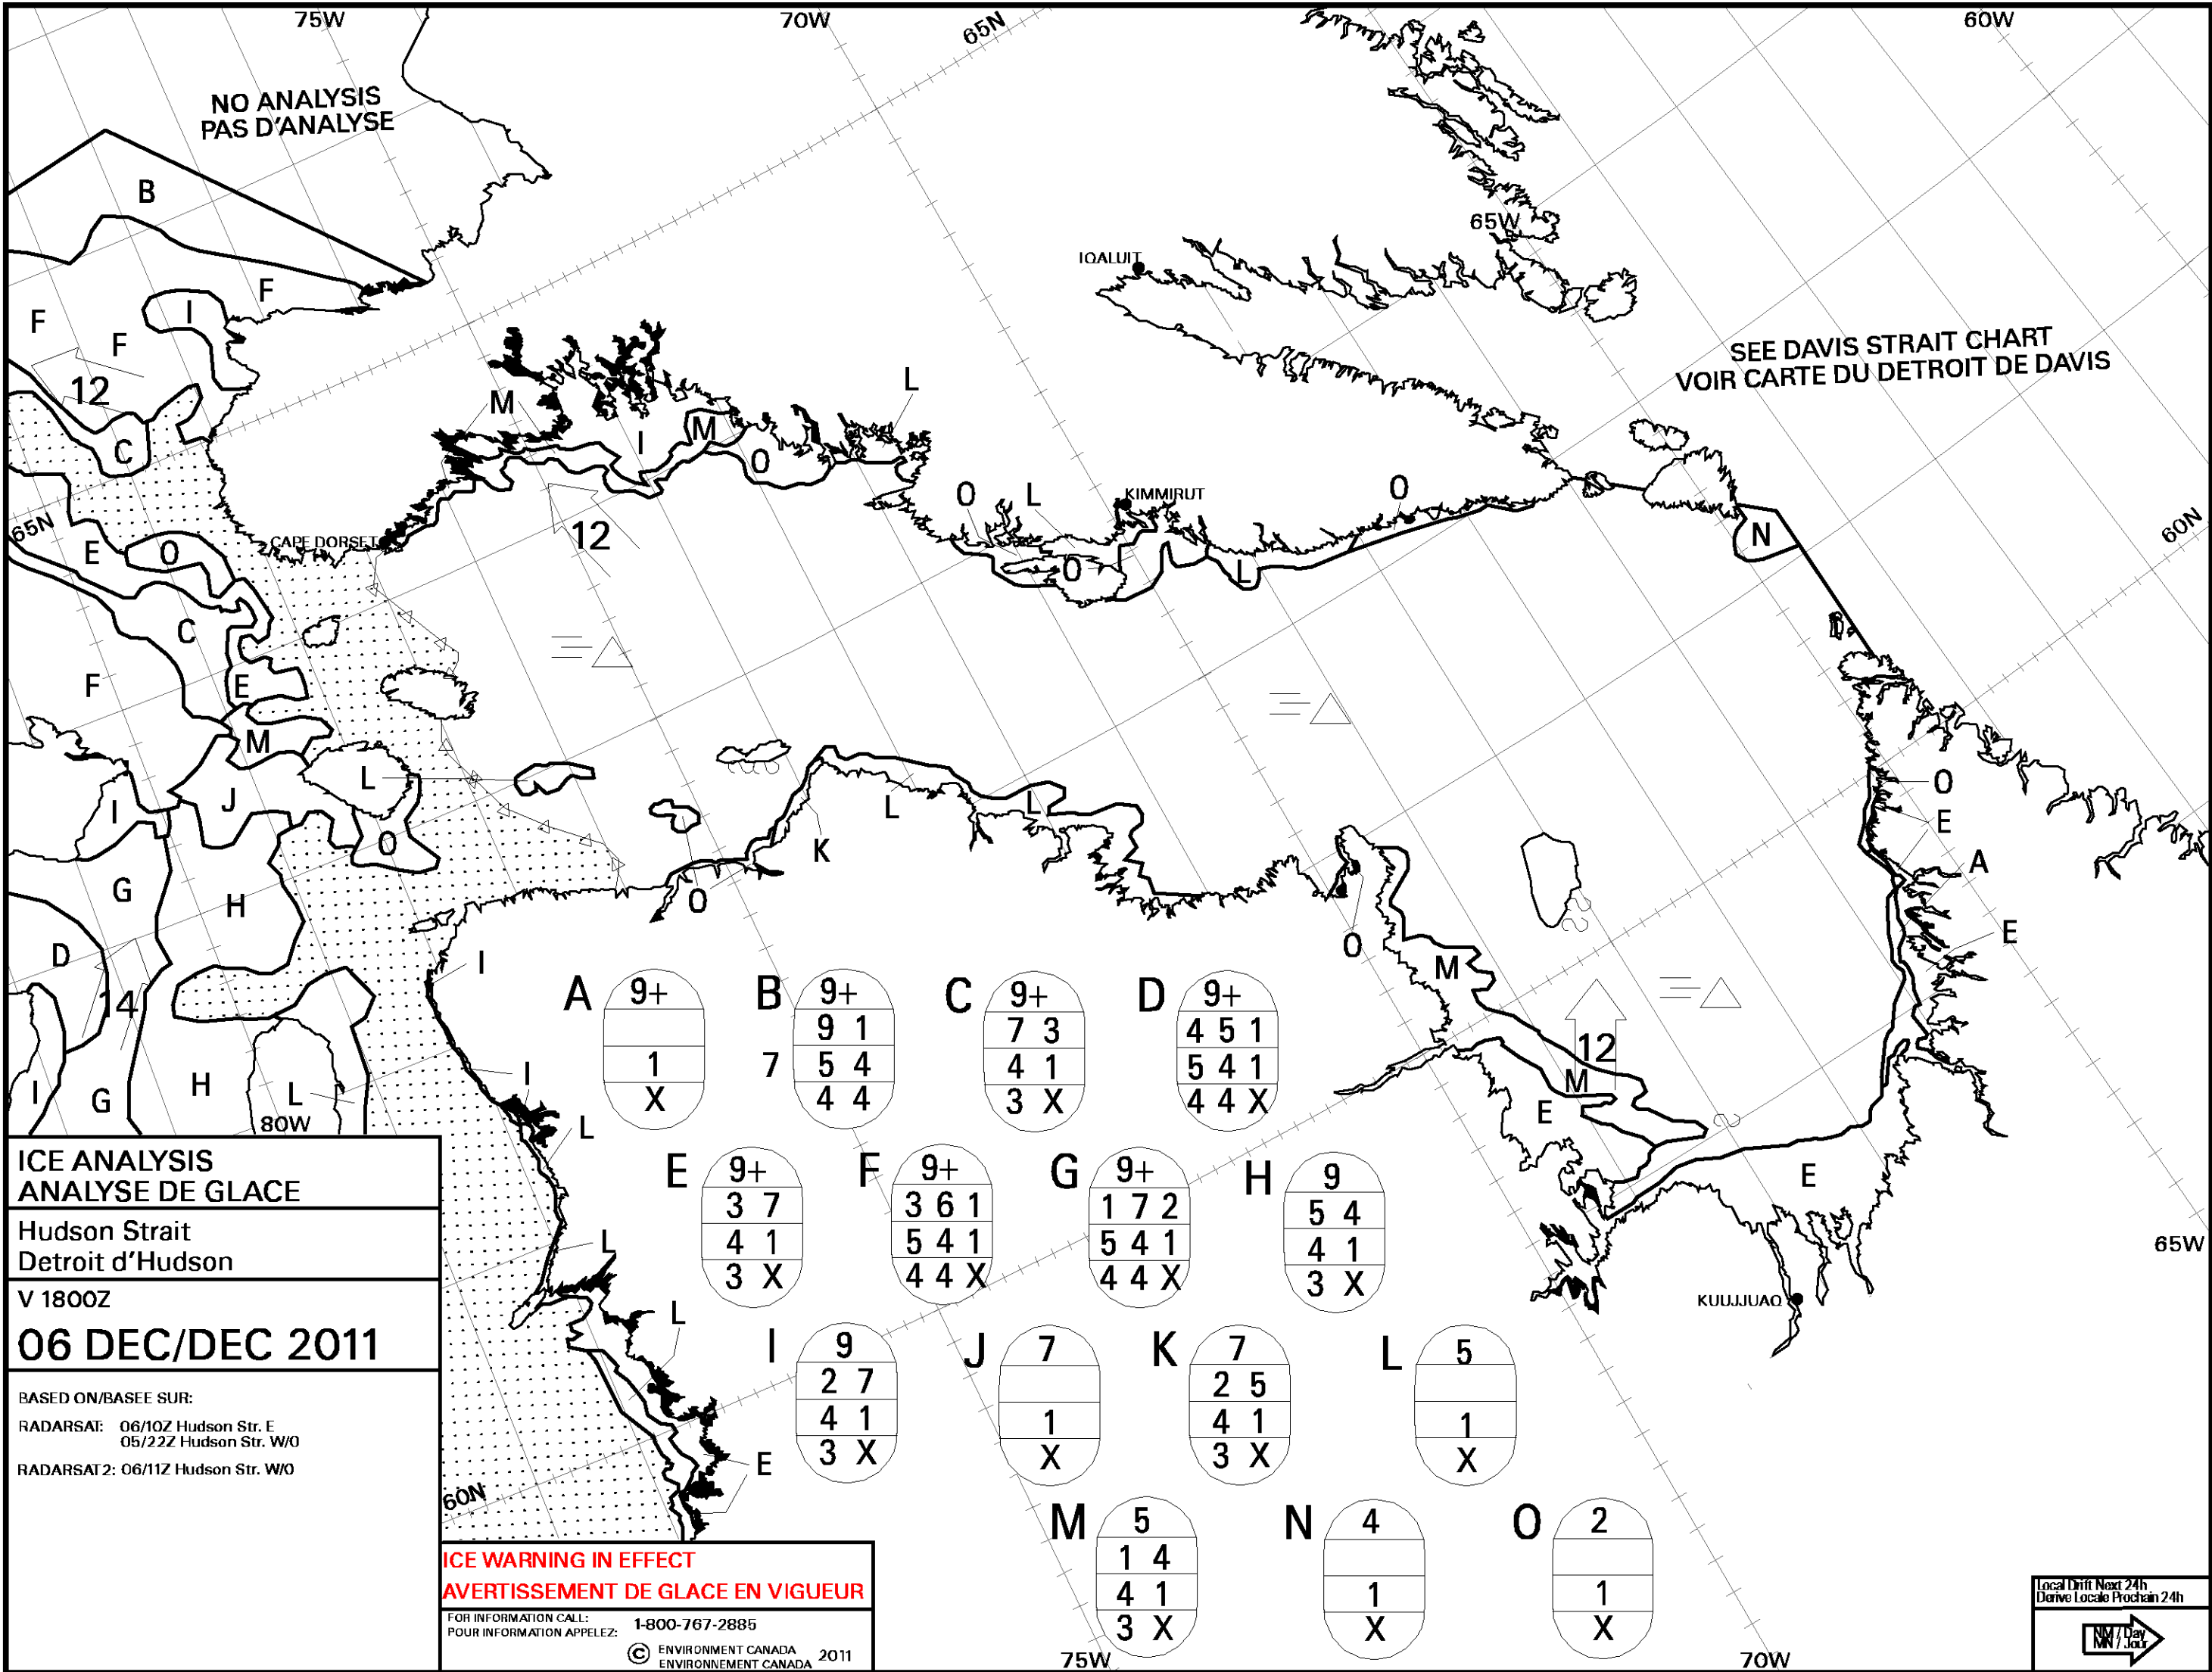 75W
70W
65N
60W
NO ANALYSIS
PAS D'ANALYSE
B
65W
IQALUIT
F
I
F
F
12
SEE DAVIS STRAIT CHART
VOIR CARTE DU DETROIT DE DAVIS
L
M
I
M
O
C
O
L
KIMMIRUT
O
65N
12
CAPE DORSET
N
60N
E
O
O
L
C
F
E
M
L
J
I
L
L
O
E
K
O
A
G
H
O
O
E
D
I
M
14
12
I
G
H
L
80W
I
L
M
E
E
L
L
E
60N
KUUJJUAQ
65W
A
9+
1
X
B
9+
9 1
7
5 4
4 4
C
9+
7 3
4 1
3 X
D
9+
4 5 1
5 4 1
4 4 X
E
9+
3 7
4 1
3 X
F
9+
3 6 1
5 4 1
4 4 X
G
9+
1 7 2
5 4 1
4 4 X
H
9
5 4
4 1
3 X
I
9
2 7
4 1
3 X
J
7
1
X
K
7
2 5
4 1
3 X
L
5
1
X
M
5
1 4
4 1
3 X
N
4
1
X
O
2
1
X
75W
70W
ICE ANALYSIS
ANALYSE DE GLACE
Hudson Strait
Detroit d'Hudson
V 1800Z
06 DEC/DEC 2011
BASED ON/BASEE SUR:
RADARSAT: 06/10Z Hudson Str. E
05/22Z Hudson Str. W/O
RADARSAT2: 06/11Z Hudson Str. W/O
ICE WARNING IN EFFECT
AVERTISSEMENT DE GLACE EN VIGUEUR
FOR INFORMATION CALL: 1-800-767-2885
POUR INFORMATION APPELEZ:
© ENVIRONMENT CANADA 2011
ENVIRONNEMENT CANADA
Local Drift Next 24h
Derive Locale Prochain 24h
NM / Day
MN / Jour